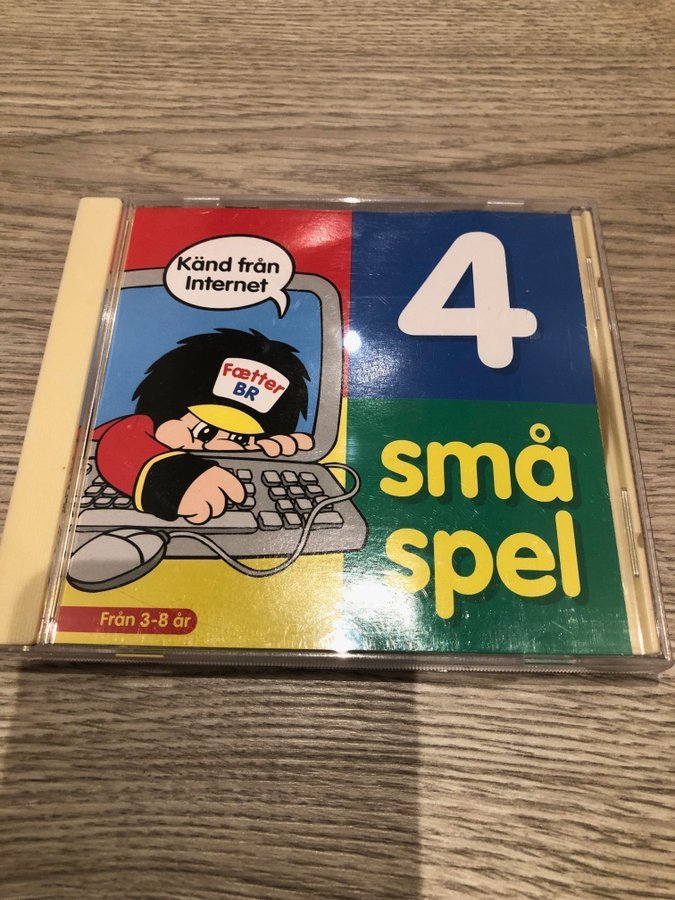 Känd från
Internet
Fætter
BR
4
små
spel
Från 3-8 år